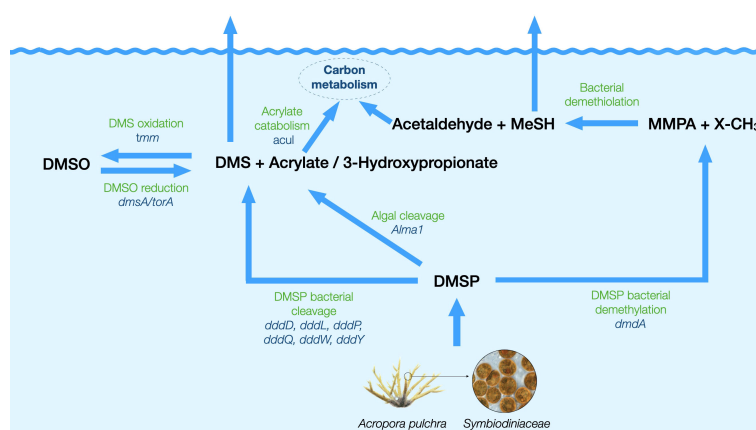 Carbon
metabolism
Bacterial
demethiolation
Acrylate
catabolism
acuI
DMS oxidation
tmm
Acetaldehyde + MeSH
MMPA + X-CH3
DMSO
DMS + Acrylate / 3-Hydroxypropionate
DMSO reduction
dmsA/torA
Algal cleavage
Alma1
DMSP
DMSP bacterial
cleavage
dddD, dddL, dddP,
dddQ, dddW, dddY
DMSP bacterial
demethylation
dmdA
Acropora pulchra
Symbiodiniaceae